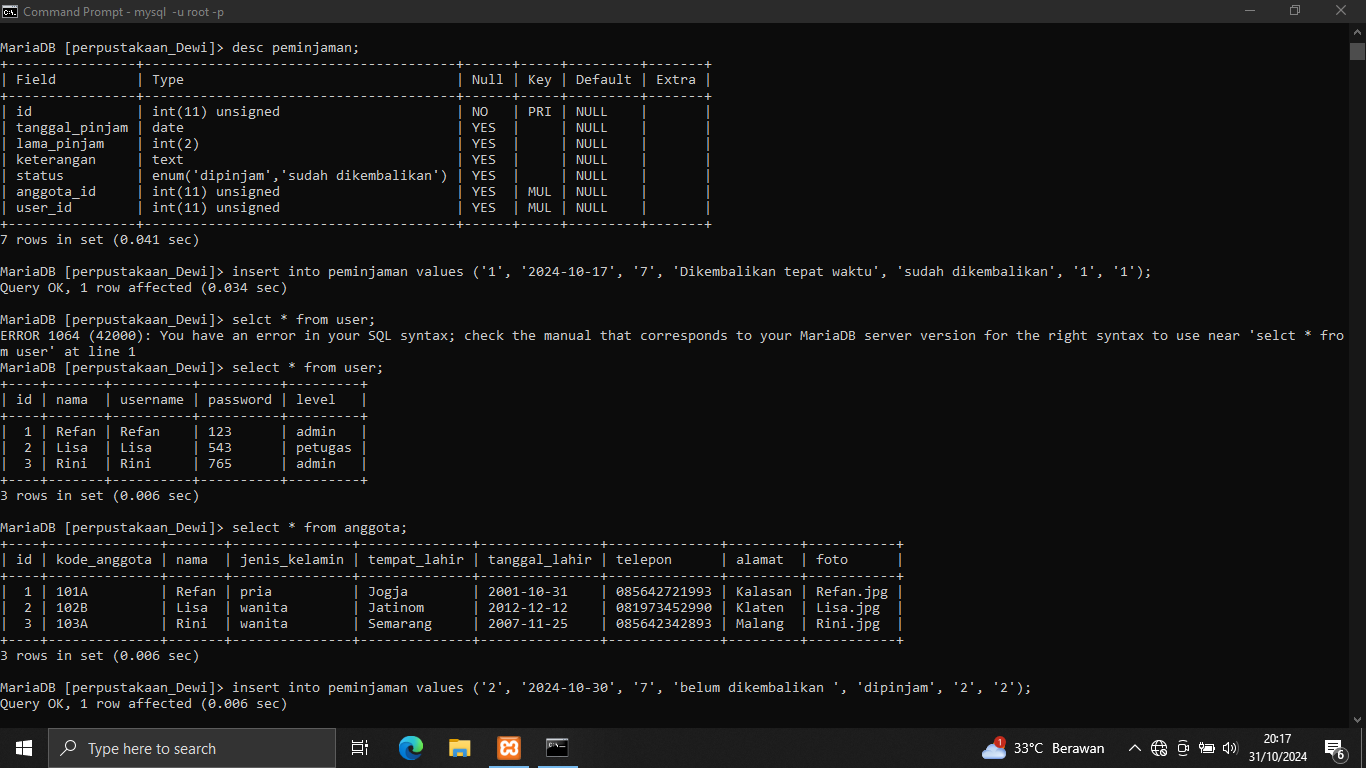 Command Prompt - mysql  -u root -p
MariaDB [perpustakaan_Dewi]> desc peminjaman;
+----------------+---------------------------------------+------+-----+---------+-------+
| Field          | Type                                  | Null | Key | Default | Extra |
+----------------+---------------------------------------+------+-----+---------+-------+
| id             | int(11) unsigned                      | NO   | PRI | NULL    |       |
| tanggal_pinjam | date                                  | YES  |     | NULL    |       |
| lama_pinjam    | int(2)                                | YES  |     | NULL    |       |
| keterangan     | text                                  | YES  |     | NULL    |       |
| status         | enum('dipinjam','sudah dikembalikan') | YES  |     | NULL    |       |
| anggota_id     | int(11) unsigned                      | YES  | MUL | NULL    |       |
| user_id        | int(11) unsigned                      | YES  | MUL | NULL    |       |
+----------------+---------------------------------------+------+-----+---------+-------+
7 rows in set (0.041 sec)
MariaDB [perpustakaan_Dewi]> insert into peminjaman values ('1', '2024-10-17', '7', 'Dikembalikan tepat waktu', 'sudah dikembalikan', '1', '1');
Query OK, 1 row affected (0.034 sec)
MariaDB [perpustakaan_Dewi]> selct * from user;
ERROR 1064 (42000): You have an error in your SQL syntax; check the manual that corresponds to your MariaDB server version for the right syntax to use near 'selct * fro
m user' at line 1
MariaDB [perpustakaan_Dewi]> select * from user;
+----+-------+----------+----------+---------+
| id | nama  | username | password | level   |
+----+-------+----------+----------+---------+
|  1 | Refan | Refan    | 123      | admin   |
|  2 | Lisa  | Lisa     | 543      | petugas |
|  3 | Rini  | Rini     | 765      | admin   |
+----+-------+----------+----------+---------+
3 rows in set (0.006 sec)
MariaDB [perpustakaan_Dewi]> select * from anggota;
+----+--------------+-------+---------------+--------------+---------------+--------------+---------+-----------+
| id | kode_anggota | nama  | jenis_kelamin | tempat_lahir | tanggal_lahir | telepon      | alamat  | foto      |
+----+--------------+-------+---------------+--------------+---------------+--------------+---------+-----------+
|  1 | 101A         | Refan | pria          | Jogja        | 2001-10-31    | 085642721993 | Kalasan | Refan.jpg |
|  2 | 102B         | Lisa  | wanita        | Jatinom      | 2012-12-12    | 081973452990 | Klaten  | Lisa.jpg  |
|  3 | 103A         | Rini  | wanita        | Semarang     | 2007-11-25    | 085642342893 | Malang  | Rini.jpg  |
+----+--------------+-------+---------------+--------------+---------------+--------------+---------+-----------+
3 rows in set (0.006 sec)
MariaDB [perpustakaan_Dewi]> insert into peminjaman values ('2', '2024-10-30', '7', 'belum dikembalikan ', 'dipinjam', '2', '2');
Query OK, 1 row affected (0.006 sec)
Type here to search
1
33°C Berawan
20:17
31/10/2024
6